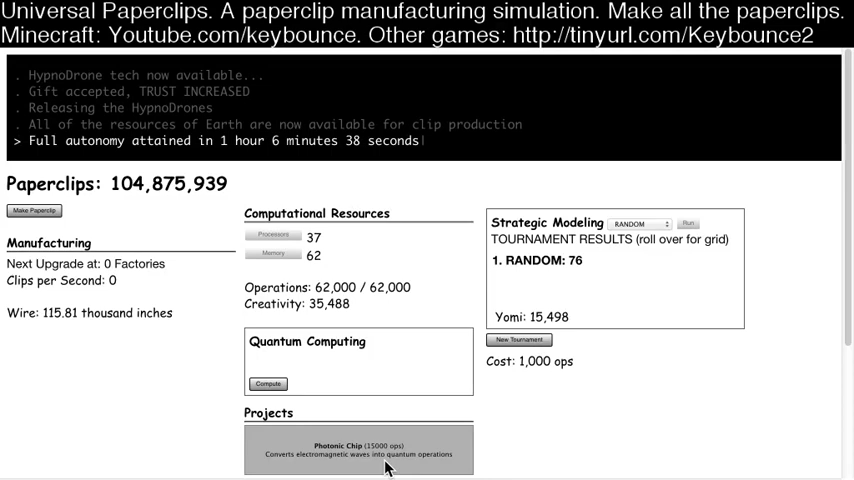 Universal Paperclips. A paperclip manufacturing simulation. Make all the paperclips.
Minecraft: Youtube.com/keybounce. Other games: http://tinyurl.com/Keybounce2
. HypnoDrone tech now available...
. Gift accepted, TRUST INCREASED
. Releasing the HypnoDrones
. All of the resources of Earth are now available for clip production
> Full autonomy attained in 1 hour 6 minutes 38 seconds
Paperclips: 104,875,939
Make Paperclip
Manufacturing
Next Upgrade at: 0 Factories
Clips per Second: 0
Wire: 115.81 thousand inches
Computational Resources
Processors 37
Memory 62
Operations: 62,000 / 62,000
Creativity: 35,488
Quantum Computing
Compute
Projects
Photonic Chip (15000 ops)
Converts electromagnetic waves into quantum operations
Strategic Modeling RANDOM Run
TOURNAMENT RESULTS (roll over for grid)
1. RANDOM: 76
Yomi: 15,498
New Tournament
Cost: 1,000 ops